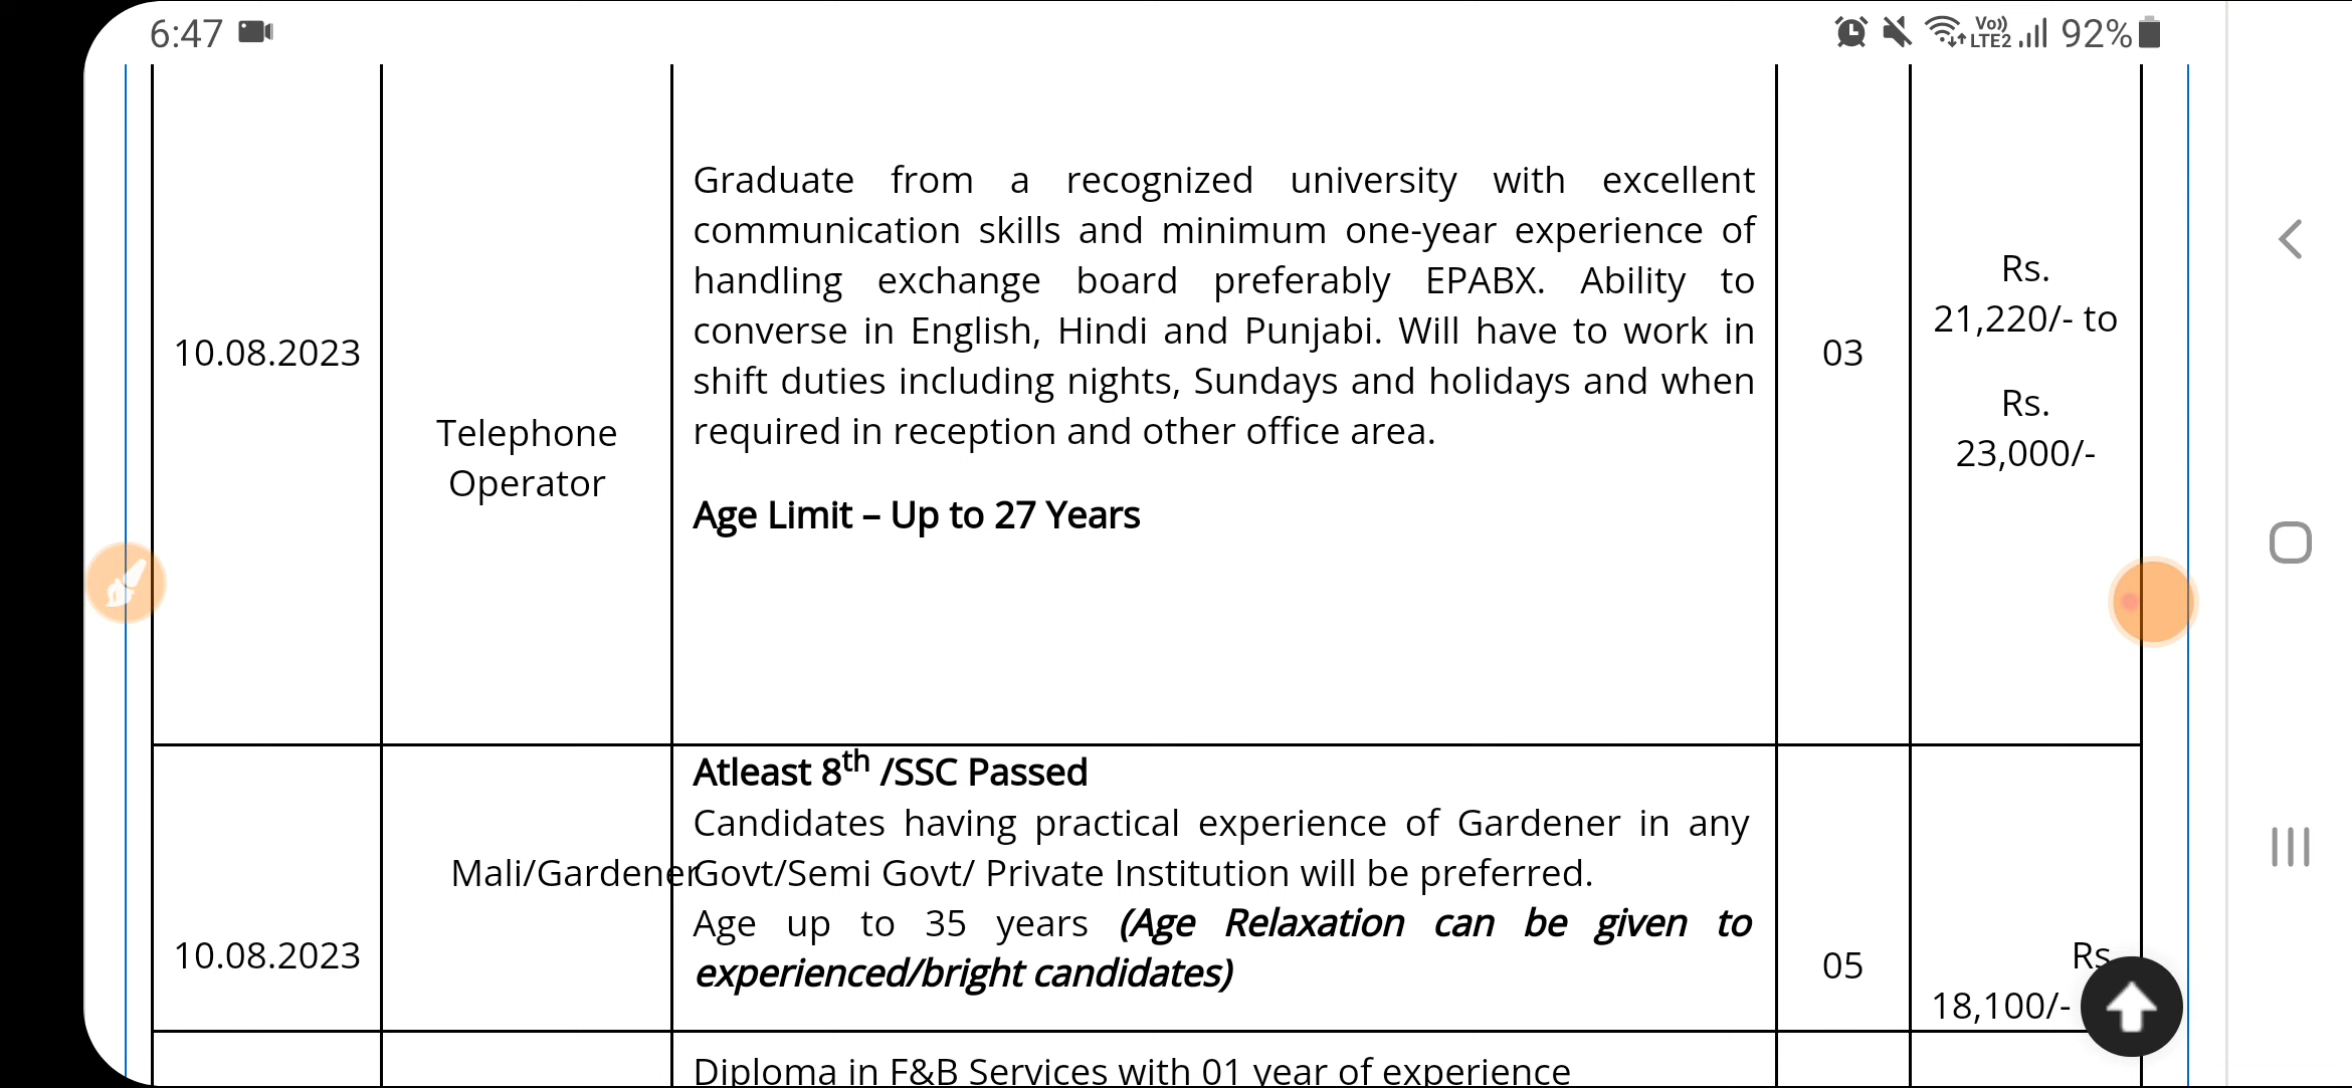 6:47
Vo))
LTE2
92%
Graduate from a recognized university with excellent
communication skills and minimum one-year experience of
handling exchange board preferably EPABX. Ability to
converse in English, Hindi and Punjabi. Will have to work in
shift duties including nights, Sundays and holidays and when
required in reception and other office area.
Age Limit – Up to 27 Years
10.08.2023
Telephone
Operator
03
Rs.
21,220/- to
Rs.
23,000/-
Atleast 8th /SSC Passed
Candidates having practical experience of Gardener in any
Govt/Semi Govt/ Private Institution will be preferred.
Age up to 35 years (Age Relaxation can be given to
experienced/bright candidates)
10.08.2023
Mali/Gardener
05
Rs
18,100/-
Diploma in F&B Services with 01 year of experience